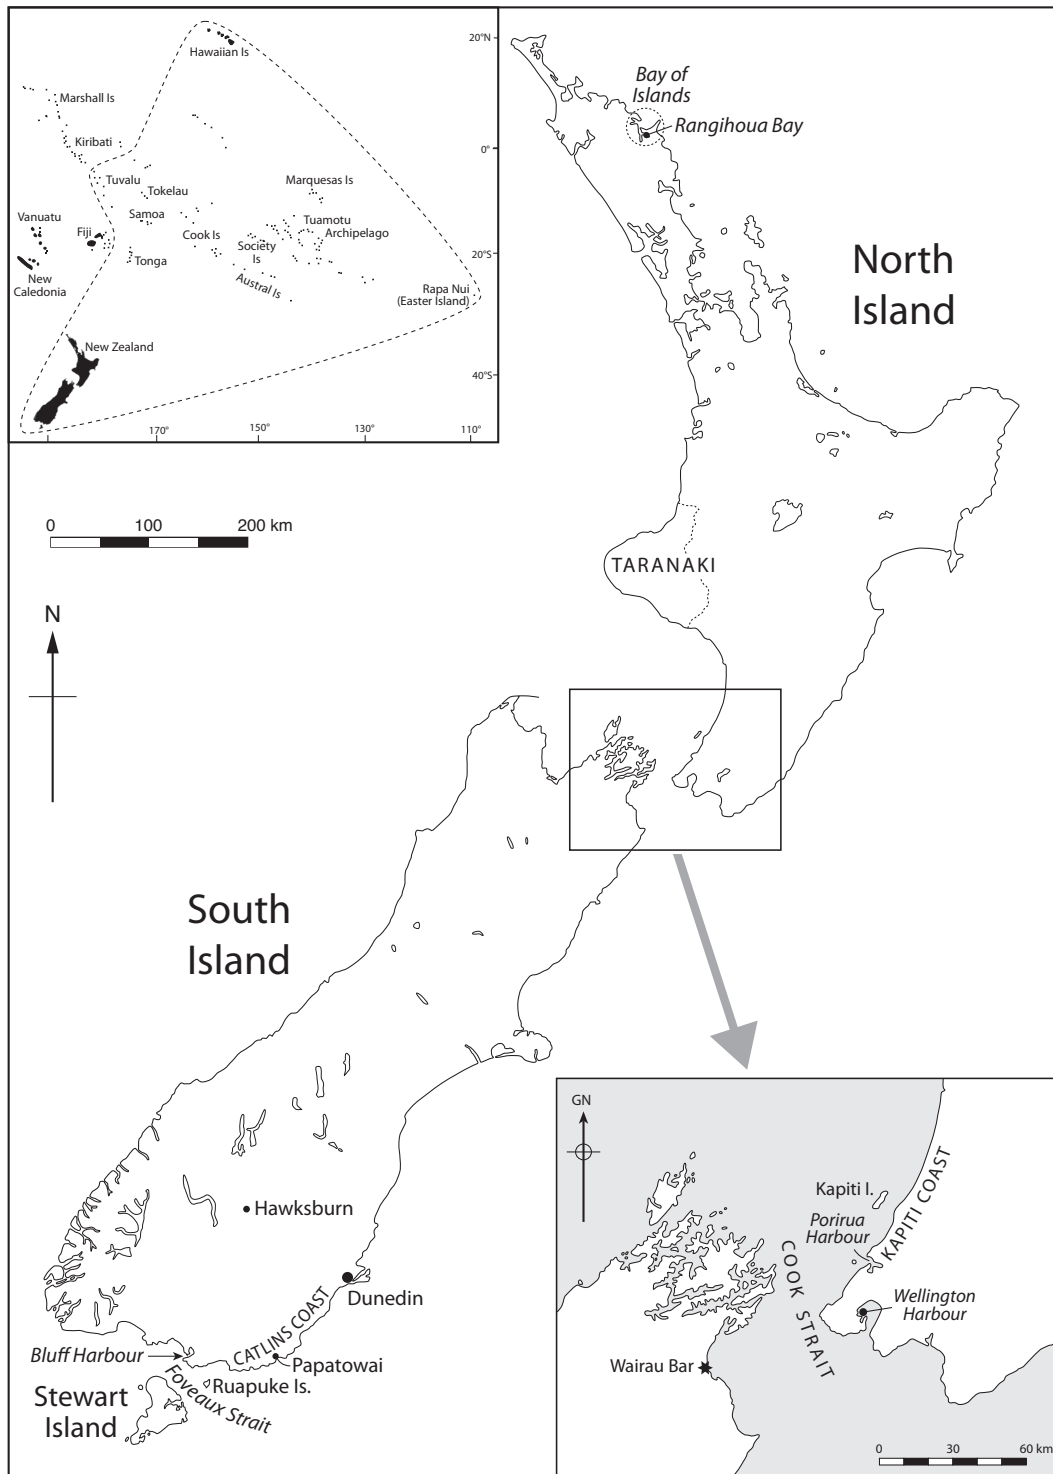 20°N
Hawaiian Is
Marshall Is
Kiribati
0°
Tuvalu
Tokelau
Marquesas Is
Vanuatu
Samoa
Fiji
Cook Is
Society
Is
Tuamotu
Archipelago
Tonga
20°S
New
Caledonia
Austral Is
Rapa Nui
(Easter Island)
New Zealand
40°S
170°
150°
130°
110°
Bay of
Islands
Rangihoua Bay
North
Island
0
100
200 km
TARANAKI
N
South
Island
Hawksburn
Dunedin
CATLINS COAST
Bluff Harbour
Papatowai
Ruapuke Is.
Foveaux Strait
Stewart
Island
GN
Kapiti I.
KAPITI COAST
Porirua
Harbour
COOK STRAIT
Wellington
Harbour
Wairau Bar
0
30
60 km